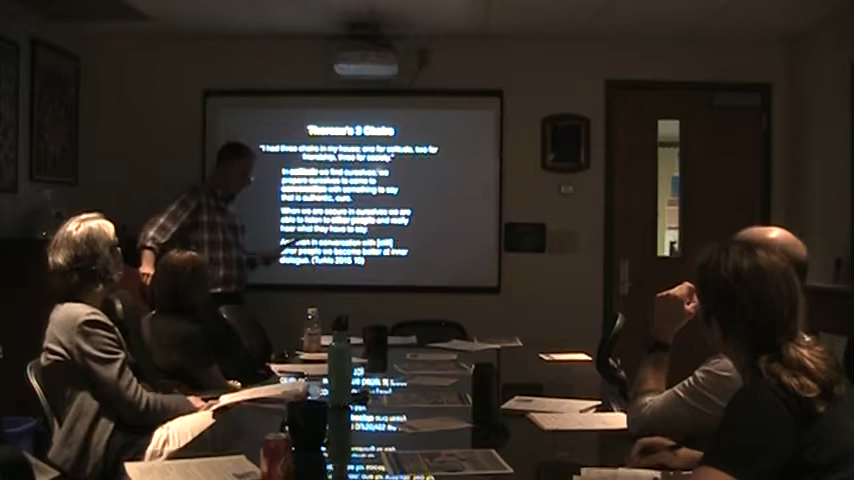 Thoreau's 3 Chairs
"I had three chairs in my house; one for solitude, two for
friendship, three for society."
In solitude we find ourselves; we
prepare ourselves to come to
conversation with something to say
that is authentic, ours.
When we are secure in ourselves we are
able to listen to other people and really
hear what they have to say
in conversation with [still]
other people we become better at inner
dialogue. (Turkle 2015 10)